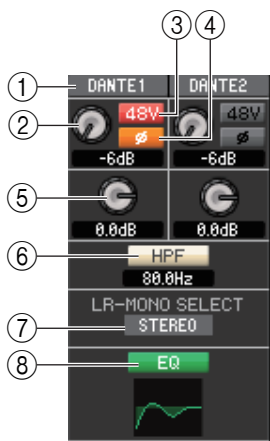 ③ ④
① DANTE1 DANTE2
② 48V 48V
ø ø
-6dB -6dB
⑤
0.0dB 0.0dB
⑥ HPF
80.0Hz
LR-MONO SELECT
⑦ STEREO
⑧ EQ